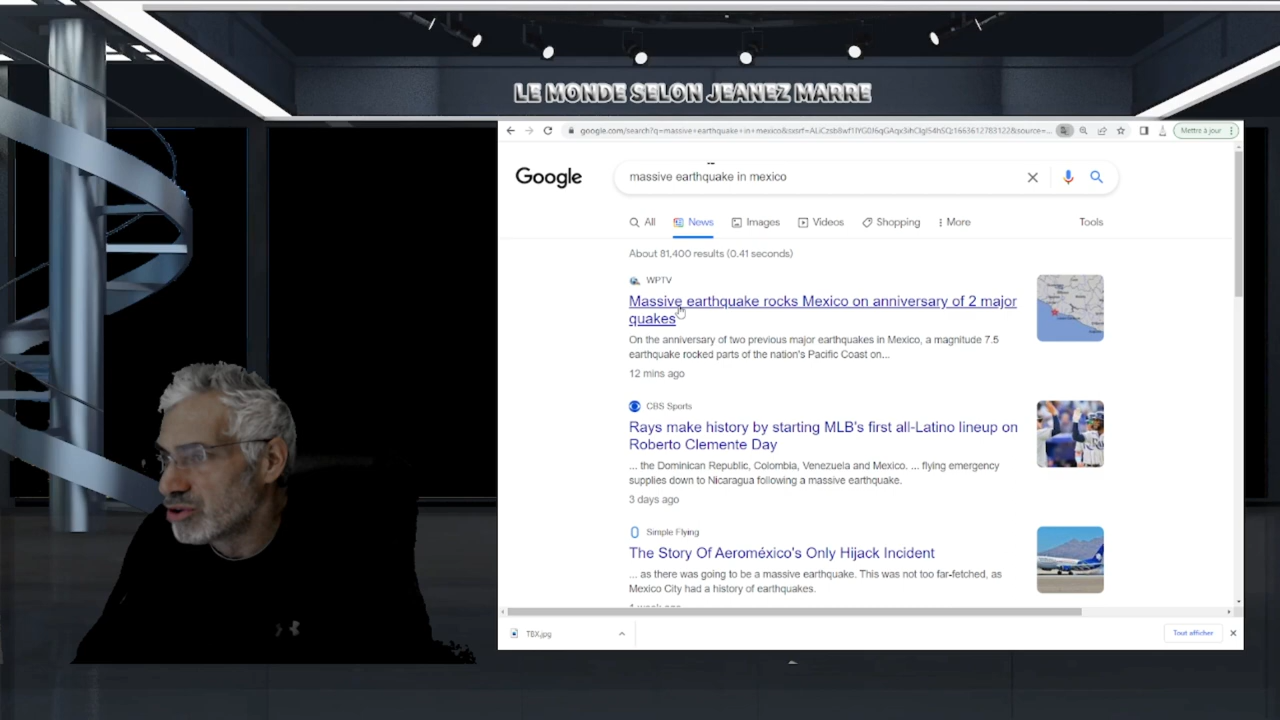 LE MONDE SELON JEANEZ MARRE
Mettre à jour
Google
massive earthquake in mexico
All News Images Videos Shopping More Tools
About 81,400 results (0.41 seconds)
WPTV
Massive earthquake rocks Mexico on anniversary of 2 major
quakes
On the anniversary of two previous major earthquakes in Mexico, a magnitude 7.5
earthquake rocked parts of the nation's Pacific Coast on...
12 mins ago
CBS Sports
Rays make history by starting MLB's first all-Latino lineup on
Roberto Clemente Day
... the Dominican Republic, Colombia, Venezuela and Mexico. ... flying emergency
supplies down to Nicaragua following a massive earthquake.
3 days ago
Simple Flying
The Story Of Aeroméxico's Only Hijack Incident
... as there was going to be a massive earthquake. This was not too far-fetched, as
Mexico City had a history of earthquakes.
TBX.jpg
Tout afficher